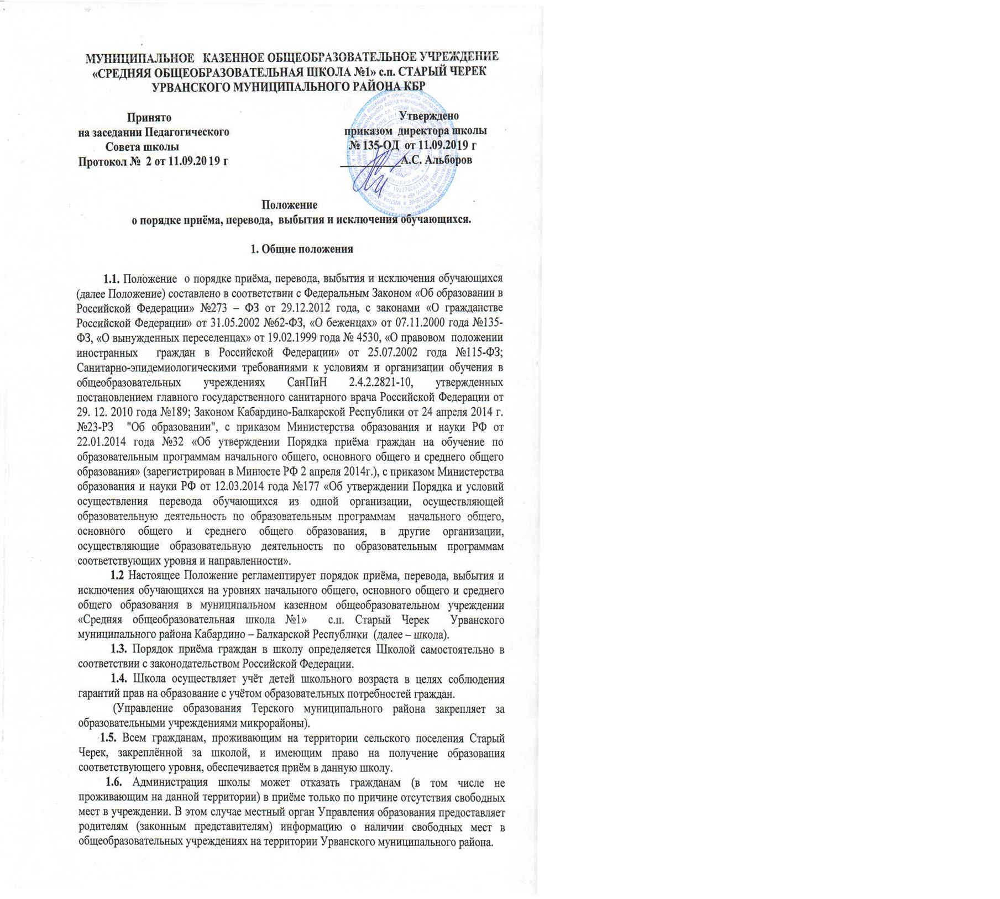 МУНИЦИПАЛЬНОЕ КАЗЕННОЕ ОБЩЕОБРАЗОВАТЕЛЬНОЕ УЧРЕЖДЕНИЕ
«СРЕДНЯЯ ОБЩЕОБРАЗОВАТЕЛЬНАЯ ШКОЛА №1» с.п. СТАРЫЙ ЧЕРЕК
УРВАНСКОГО МУНИЦИПАЛЬНОГО РАЙОНА КБР
Принято
на заседании Педагогического
Совета школы
Протокол № 2 от 11.09.2019 г
Утверждено
приказом директора школы
№ 135-ОД от 11.09.2019 г
__________А.С. Альборов
Положение
о порядке приёма, перевода, выбытия и исключения обучающихся.
1. Общие положения
1.1. Положение о порядке приёма, перевода, выбытия и исключения обучающихся
(далее Положение) составлено в соответствии с Федеральным Законом «Об образовании в
Российской Федерации» №273 – ФЗ от 29.12.2012 года, с законами «О гражданстве
Российской Федерации» от 31.05.2002 №62-ФЗ, «О беженцах» от 07.11.2000 года №135-
ФЗ, «О вынужденных переселенцах» от 19.02.1999 года № 4530, «О правовом положении
иностранных граждан в Российской Федерации» от 25.07.2002 года №115-ФЗ;
Санитарно-эпидемиологическими требованиями к условиям и организации обучения в
общеобразовательных учреждениях СанПиН 2.4.2.2821-10, утвержденных
постановлением главного государственного санитарного врача Российской Федерации от
29. 12. 2010 года №189; Законом Кабардино-Балкарской Республики от 24 апреля 2014 г.
№23-РЗ "Об образовании", с приказом Министерства образования и науки РФ от
22.01.2014 года №32 «Об утверждении Порядка приёма граждан на обучение по
образовательным программам начального общего, основного общего и среднего общего
образования» (зарегистрирован в Минюсте РФ 2 апреля 2014г.), с приказом Министерства
образования и науки РФ от 12.03.2014 года №177 «Об утверждении Порядка и условий
осуществления перевода обучающихся из одной организации, осуществляющей
образовательную деятельность по образовательным программам начального общего,
основного общего и среднего общего образования, в другие организации,
осуществляющие образовательную деятельность по образовательным программам
соответствующих уровня и направленности».
1.2 Настоящее Положение регламентирует порядок приёма, перевода, выбытия и
исключения обучающихся на уровнях начального общего, основного общего и среднего
общего образования в муниципальном казенном общеобразовательном учреждении
«Средняя общеобразовательная школа №1» с.п. Старый Черек Урванского
муниципального района Кабардино – Балкарской Республики (далее – школа).
1.3. Порядок приёма граждан в школу определяется Школой самостоятельно в
соответствии с законодательством Российской Федерации.
1.4. Школа осуществляет учёт детей школьного возраста в целях соблюдения
гарантий прав на образование с учётом образовательных потребностей граждан.
(Управление образования Терского муниципального района закрепляет за
образовательными учреждениями микрорайоны).
1.5. Всем гражданам, проживающим на территории сельского поселения Старый
Черек, закреплённой за школой, и имеющим право на получение образования
соответствующего уровня, обеспечивается приём в данную школу.
1.6. Администрация школы может отказать гражданам (в том числе не
проживающим на данной территории) в приёме только по причине отсутствия свободных
мест в учреждении. В этом случае местный орган Управления образования предоставляет
родителям (законным представителям) информацию о наличии свободных мест в
общеобразовательных учреждениях на территории Урванского муниципального района.